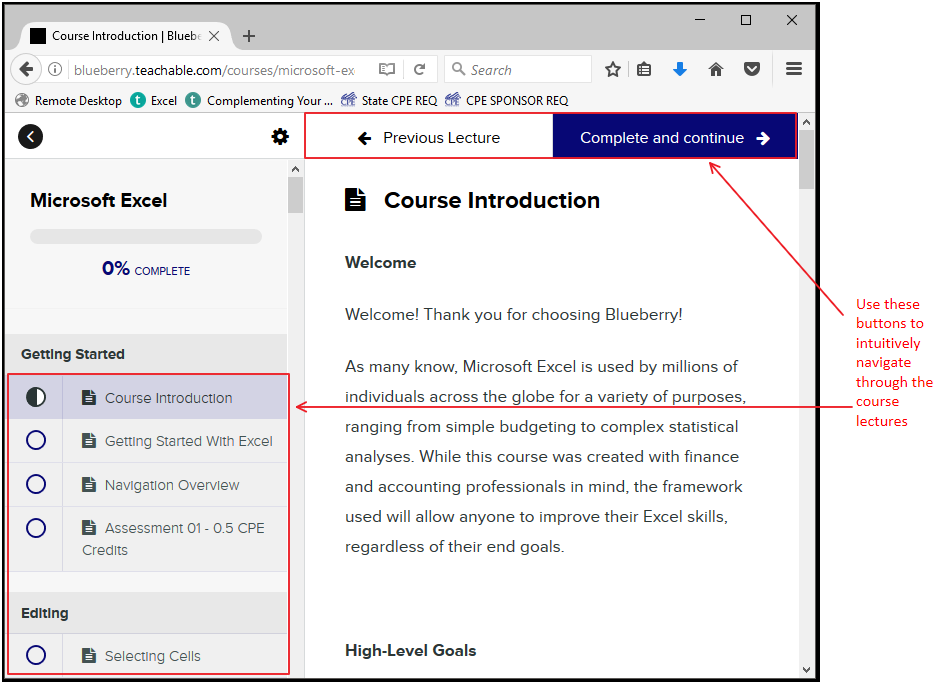 Course Introduction | Bluebe
blueberry.teachable.com/courses/microsoft-ex
Search
Remote Desktop
Excel
Complementing Your ...
State CPE REQ
CPE SPONSOR REQ
Previous Lecture
Complete and continue
Microsoft Excel
0% COMPLETE
Getting Started
Course Introduction
Getting Started With Excel
Navigation Overview
Assessment 01 - 0.5 CPE
Credits
Editing
Selecting Cells
Course Introduction
Welcome
Welcome! Thank you for choosing Blueberry!
As many know, Microsoft Excel is used by millions of
individuals across the globe for a variety of purposes,
ranging from simple budgeting to complex statistical
analyses. While this course was created with finance
and accounting professionals in mind, the framework
used will allow anyone to improve their Excel skills,
regardless of their end goals.
High-Level Goals
Use these
buttons to
intuitively
navigate
through the
course
lectures